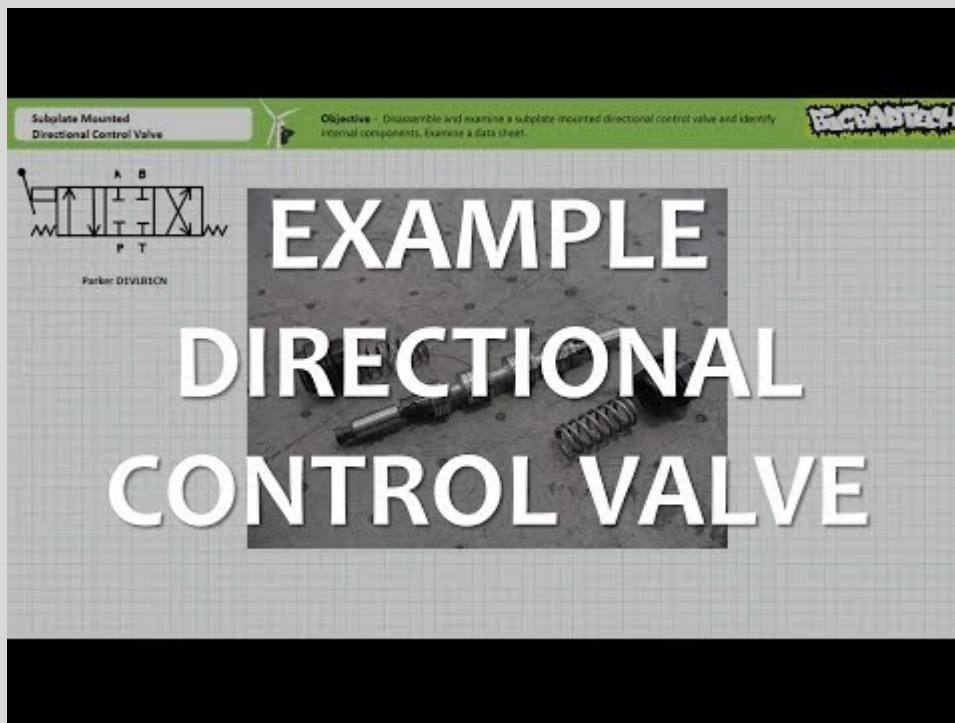 Subplate Mounted
Directional Control Valve
Objective - Disassemble and examine a subplate mounted directional control valve and identify
internal components. Examine a data sheet.
BIGBADTECH
A B
P T
Parker D1VLB1CN
EXAMPLE
DIRECTIONAL
CONTROL VALVE